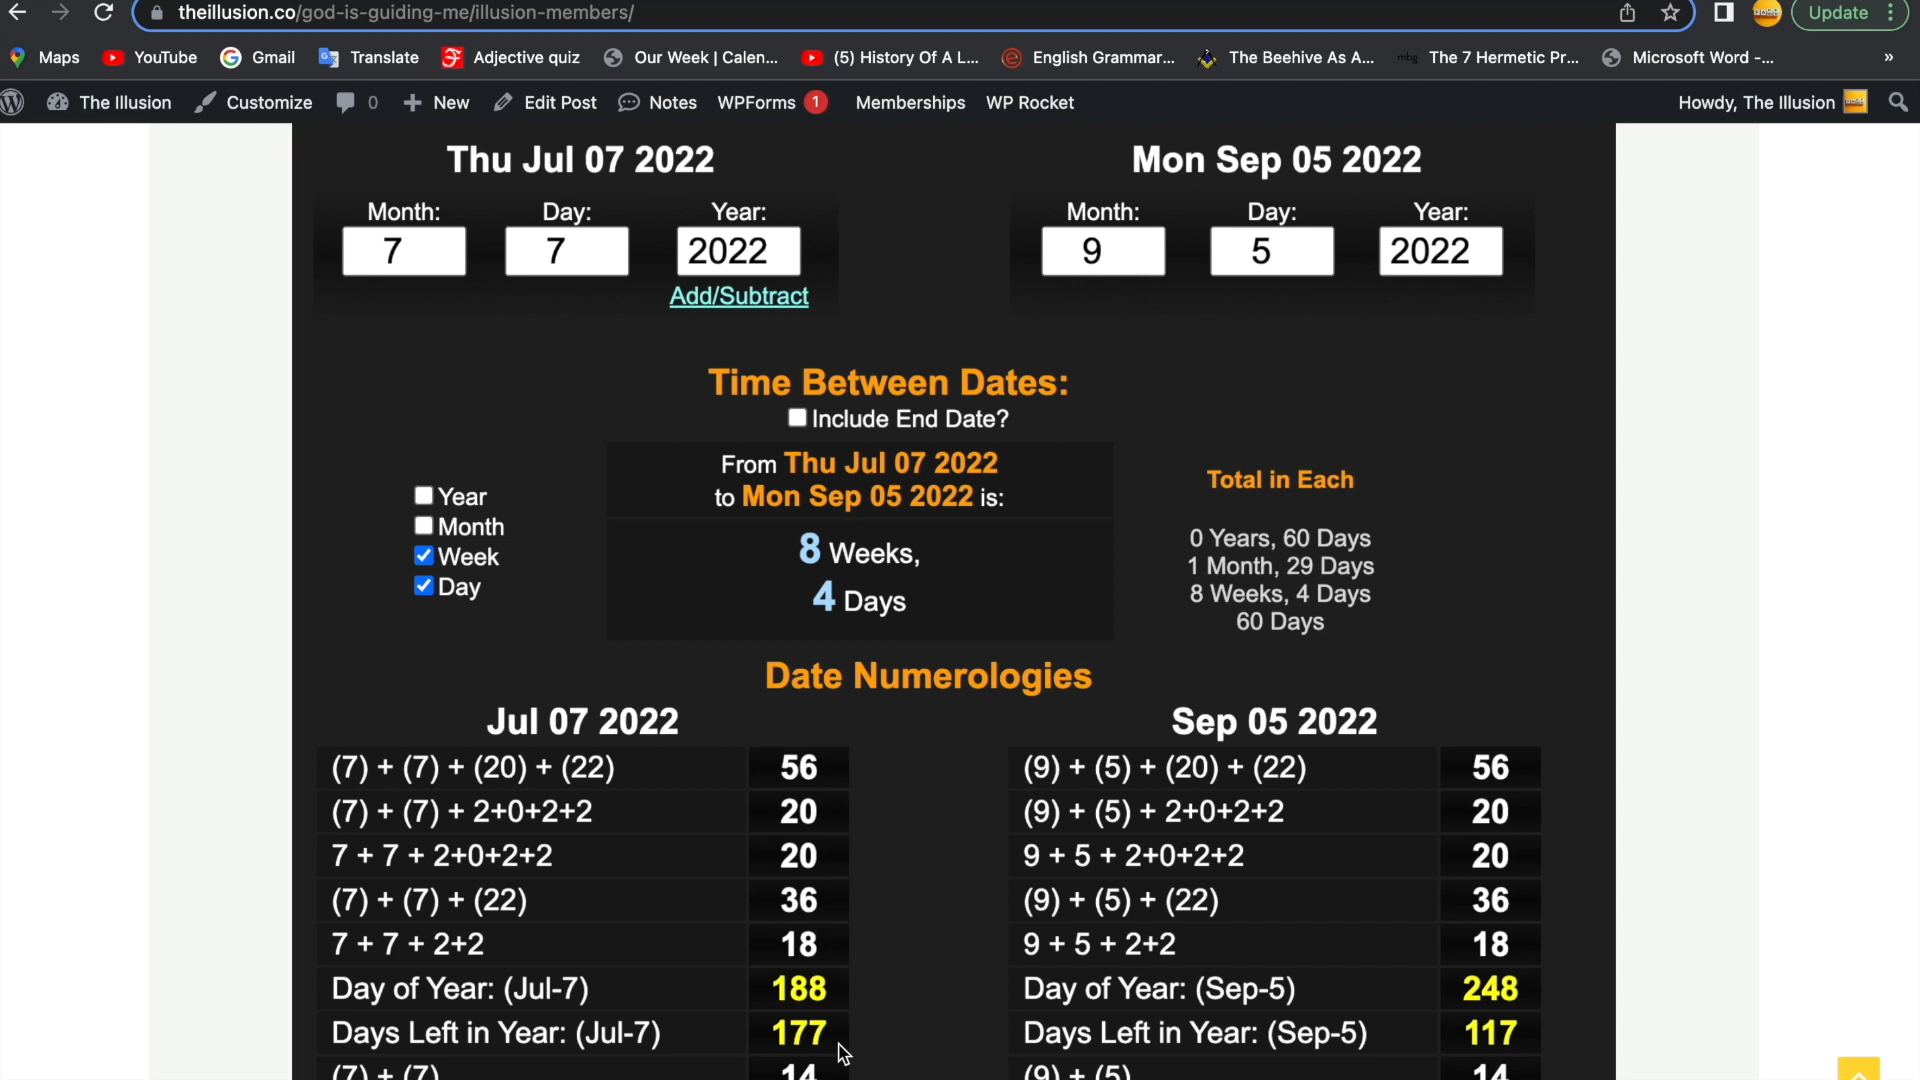 theillusion.co/god-is-guiding-me/illusion-members/
Update
Maps
YouTube
Gmail
Translate
Adjective quiz
Our Week | Calen...
(5) History Of A L...
English Grammar...
The Beehive As A...
mbg
The 7 Hermetic Pr...
Microsoft Word -...
»
The Illusion
Customize
0
New
Edit Post
Notes
WPForms 1
Memberships
WP Rocket
Howdy, The Illusion
Thu Jul 07 2022
Month:
Day:
Year:
7
7
2022
Add/Subtract
Mon Sep 05 2022
Month:
Day:
Year:
9
5
2022
Time Between Dates:
Include End Date?
Year
Month
Week
Day
From Thu Jul 07 2022
to Mon Sep 05 2022 is:
8 Weeks,
4 Days
Total in Each
0 Years, 60 Days
1 Month, 29 Days
8 Weeks, 4 Days
60 Days
Date Numerologies
Jul 07 2022
(7) + (7) + (20) + (22) 56
(7) + (7) + 2+0+2+2 20
7 + 7 + 2+0+2+2 20
(7) + (7) + (22) 36
7 + 7 + 2+2 18
Day of Year: (Jul-7) 188
Days Left in Year: (Jul-7) 177
(7) + (7) 14
Sep 05 2022
(9) + (5) + (20) + (22) 56
(9) + (5) + 2+0+2+2 20
9 + 5 + 2+0+2+2 20
(9) + (5) + (22) 36
9 + 5 + 2+2 18
Day of Year: (Sep-5) 248
Days Left in Year: (Sep-5) 117
(9) + (5) 14